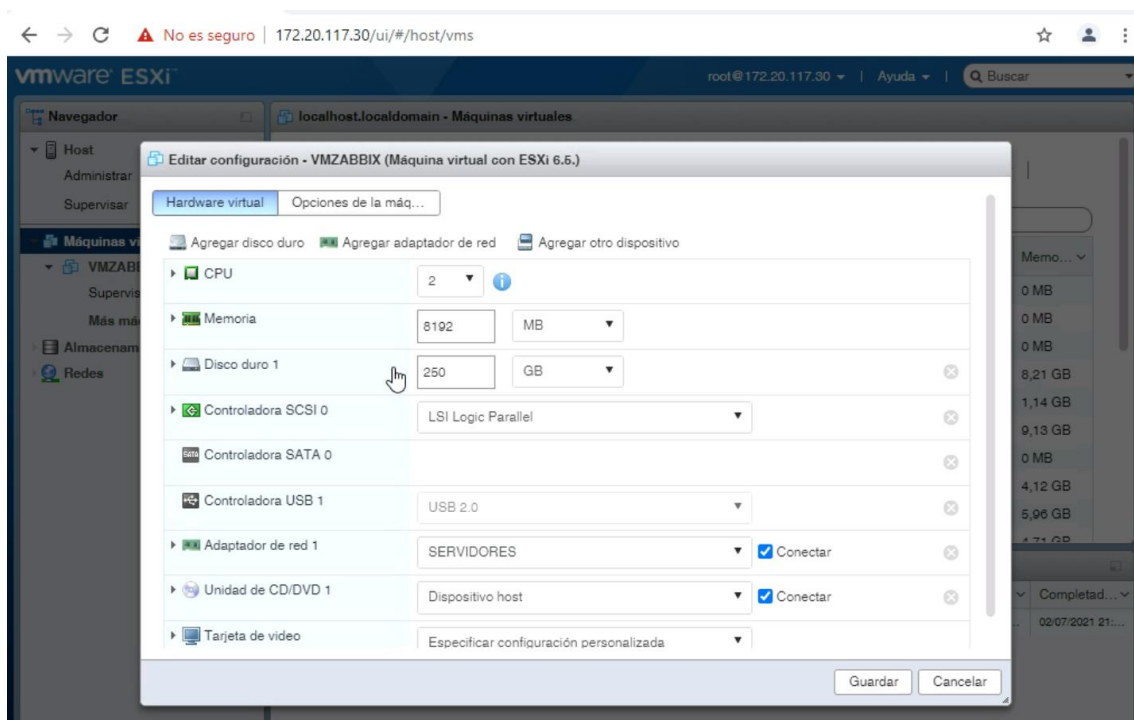 No es seguro 172.20.117.30/ui/#/host/vms
vmware ESXi
root@172.20.117.30 Ayuda Buscar
Navegador
localhost.localdomain - Máquinas virtuales
Host
Administrar
Supervisar
Máquinas vi
VMZABB
Supervis
Más má
Almacenam
Redes
Editar configuración - VMZABBIX (Máquina virtual con ESXi 6.5.)
Hardware virtual Opciones de la máq...
Agregar disco duro Agregar adaptador de red Agregar otro dispositivo
CPU 2
Memoria 8192 MB
Disco duro 1 250 GB
Controladora SCSI 0 LSI Logic Parallel
SATA Controladora SATA 0
Controladora USB 1 USB 2.0
Adaptador de red 1 SERVIDORES Conectar
Unidad de CD/DVD 1 Dispositivo host Conectar
Tarjeta de video Especificar configuración personalizada
Guardar Cancelar
Memo...
0 MB
0 MB
0 MB
8,21 GB
1,14 GB
9,13 GB
0 MB
4,12 GB
5,96 GB
4,71 GB
Completad...
02/07/2021 21:...